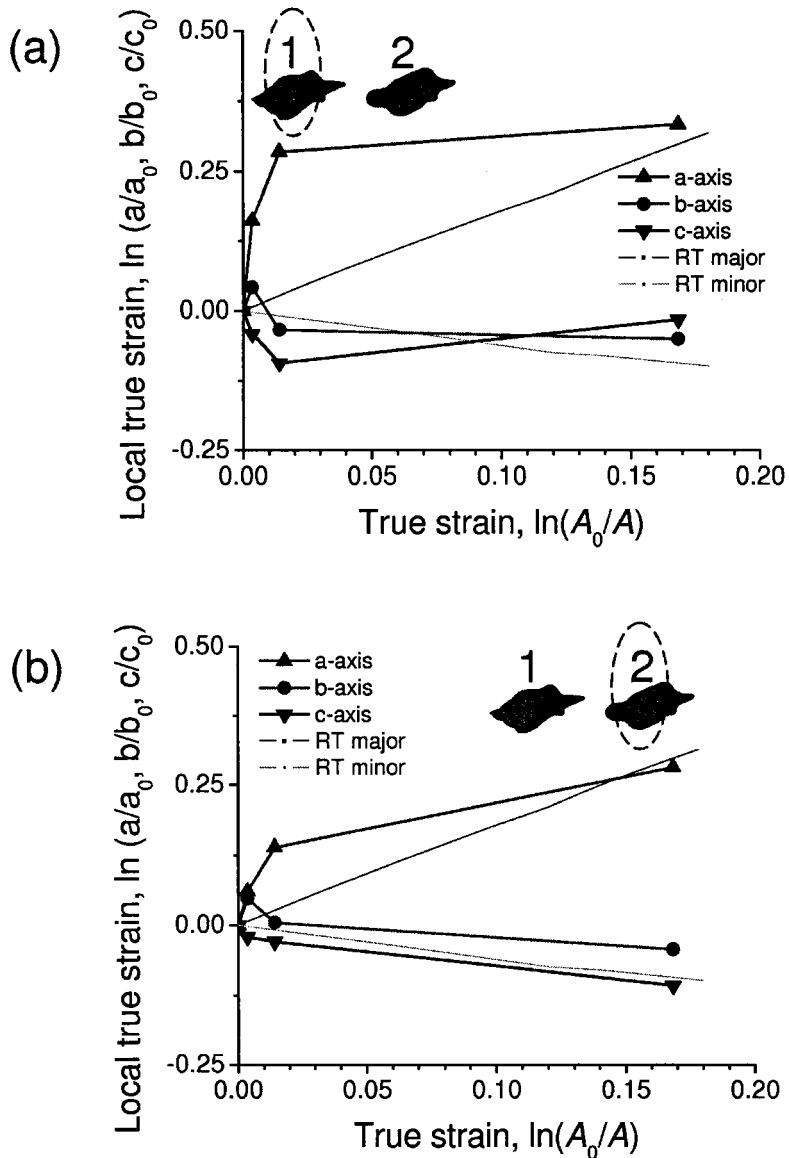 (a)
Local true strain, ln (a/a₀, b/b₀, c/c₀)
0.50
0.25
0.00
-0.25
1 2
a-axis
b-axis
c-axis
RT major
RT minor
0.00 0.05 0.10 0.15 0.20
True strain, ln(A₀/A)
(b)
Local true strain, ln (a/a₀, b/b₀, c/c₀)
0.50
0.25
0.00
-0.25
a-axis
b-axis
c-axis
RT major
RT minor
1 2
0.00 0.05 0.10 0.15 0.20
True strain, ln(A₀/A)